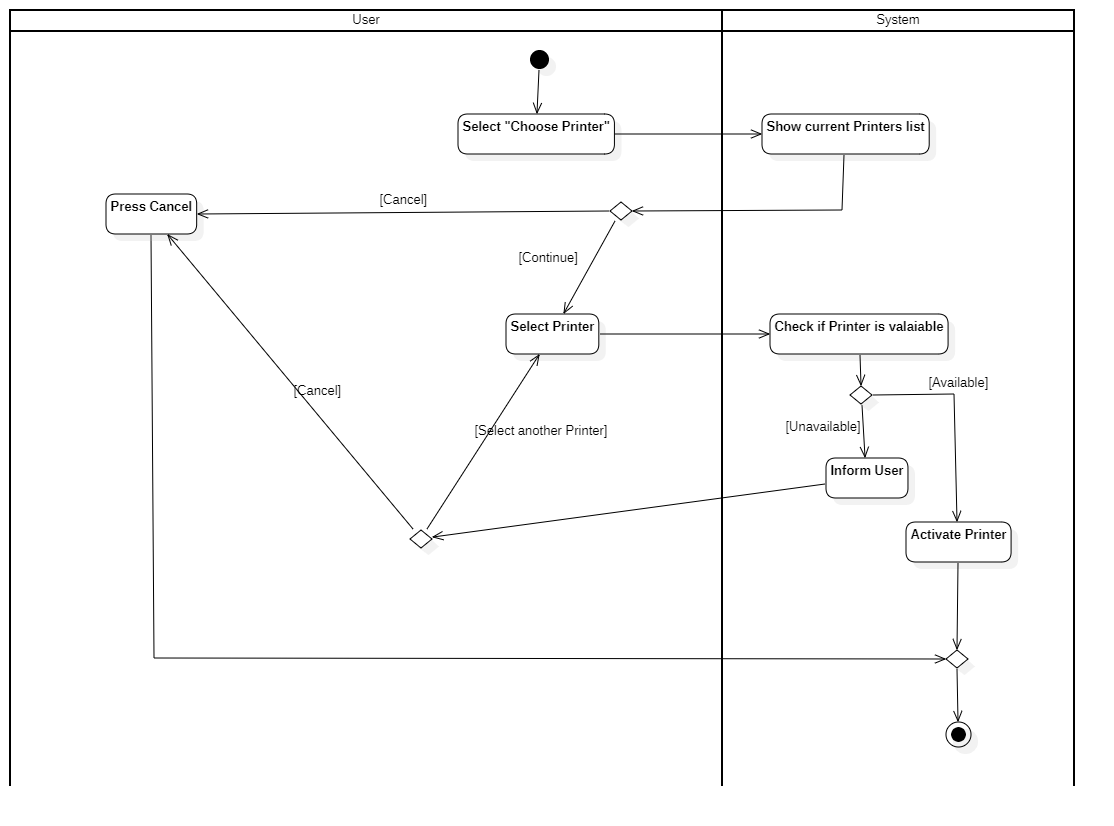 User
System
Select "Choose Printer"
Show current Printers list
Press Cancel
[Cancel]
[Continue]
Select Printer
Check if Printer is valaiable
[Available]
[Cancel]
[Select another Printer]
[Unavailable]
Inform User
Activate Printer